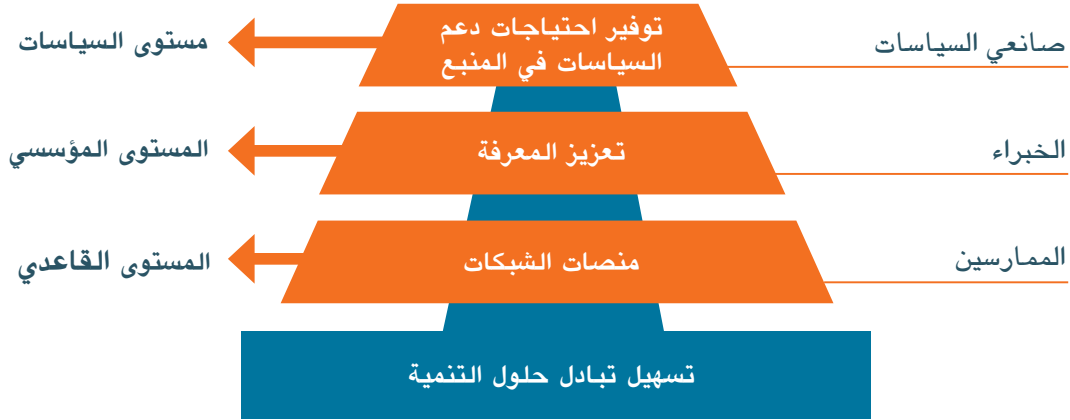 صانعي السياسات
توفير احتياجات دعم
السياسات في المنبع
مستوى السياسات
الخبراء
تعزيز المعرفة
المستوى المؤسسي
الممارسين
منصات الشبكات
المستوى القاعدي
تسهيل تبادل حلول التنمية